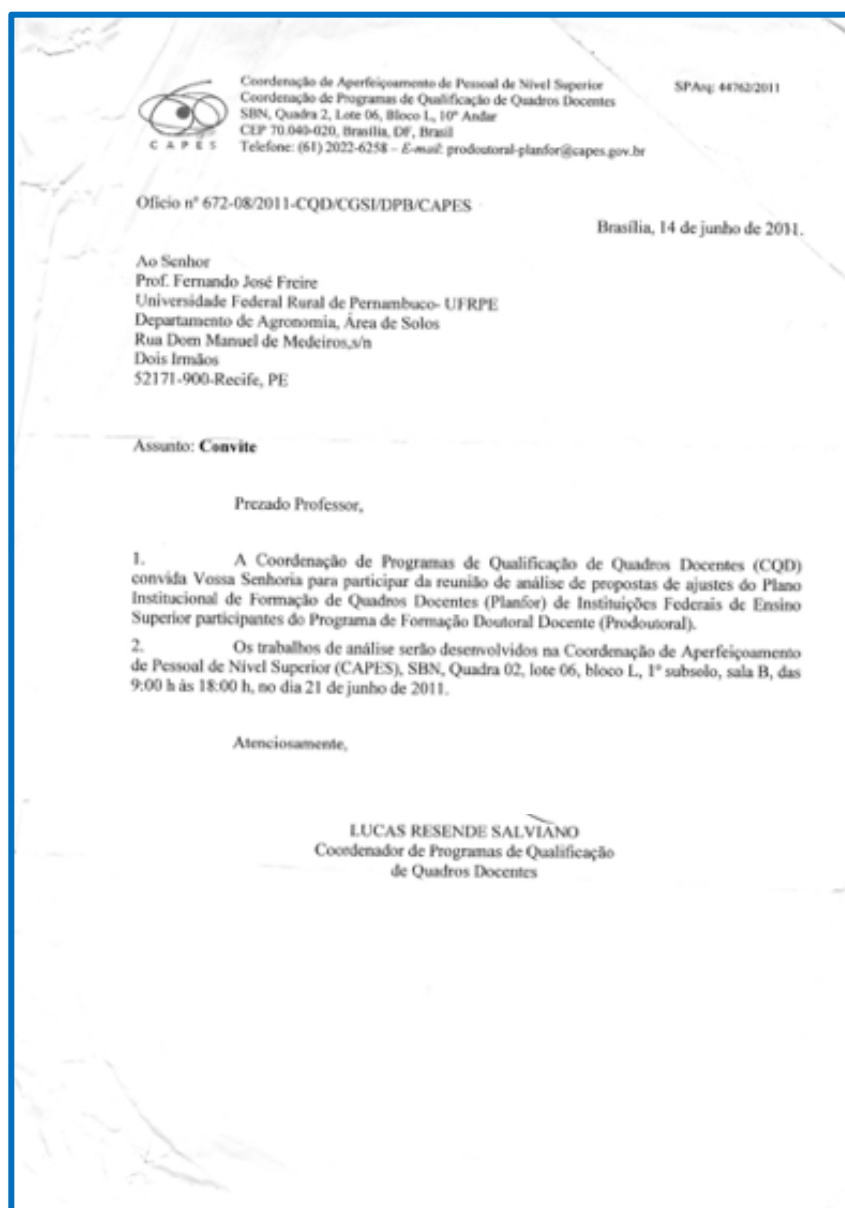 Coordenação de Aperfeiçoamento de Pessoal de Nível Superior
SPArq: 44762/2011
Coordenação de Programas de Qualificação de Quadros Docentes
SBN, Quadra 2, Lote 06, Bloco L, 10º Andar
CEP 70.040-020, Brasília, DF, Brasil
CAPES
Telefone: (61) 2022-6258 – E-mail: prodoutoral-planfor@capes.gov.br
Ofício nº 672-08/2011-CQD/CGSI/DPB/CAPES
Brasília, 14 de junho de 2011.
Ao Senhor
Prof. Fernando José Freire
Universidade Federal Rural de Pernambuco- UFRPE
Departamento de Agronomia, Área de Solos
Rua Dom Manuel de Medeiros,s/n
Dois Irmãos
52171-900-Recife, PE
Assunto: Convite
Prezado Professor,
1. A Coordenação de Programas de Qualificação de Quadros Docentes (CQD)
convida Vossa Senhoria para participar da reunião de análise de propostas de ajustes do Plano
Institucional de Formação de Quadros Docentes (Planfor) de Instituições Federais de Ensino
Superior participantes do Programa de Formação Doutoral Docente (Prodoutoral).
2. Os trabalhos de análise serão desenvolvidos na Coordenação de Aperfeiçoamento
de Pessoal de Nível Superior (CAPES), SBN, Quadra 02, lote 06, bloco L, 1º subsolo, sala B, das
9:00 h às 18:00 h, no dia 21 de junho de 2011.
Atenciosamente,
LUCAS RESENDE SALVIANO
Coordenador de Programas de Qualificação
de Quadros Docentes